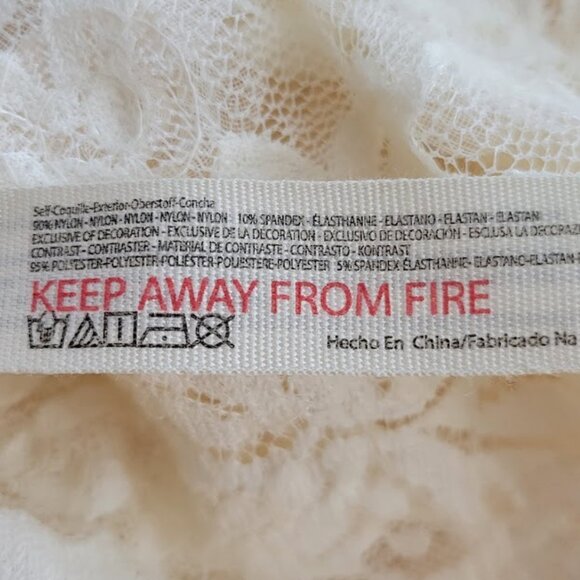 Self-Coquille-Exterior-Oberstoff-Concha
90% NYLON - NYLON - NYLON - NYLON - NYLON 10% SPANDEX - ÉLASTHANNE - ELASTANO - ELASTAN - ELASTAN
EXCLUSIVE OF DECORATION - EXCLUSIVE DE LA DECORATION - EXCLUSIVO DE DECORACION - ESCLUSA LA DECORAZ
CONTRAST - CONTRASTER - MATERIAL DE CONTRASTE - CONTRASTO - KONTRAST
95% POLYESTER-POLYESTER-POLIÉSTER-POLIESTERE-POLYESTER 5% SPANDEX ÉLASTHANNE- ELASTANO-ELASTAN-
KEEP AWAY FROM FIRE
Hecho En China/Fabricado Na